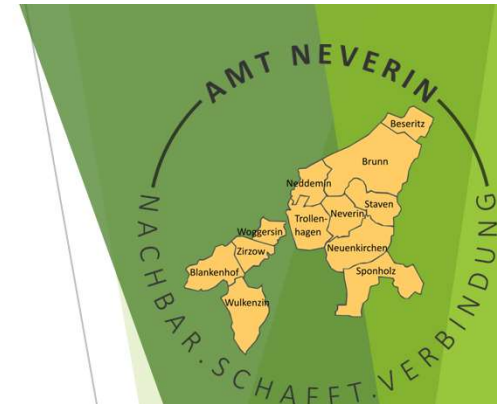 AMT NEVERIN
Beseritz
Brunn
Neddemin
Staven
Trollen-
hagen
Neverin
Woggersin
Neuenkirchen
Zirzow
Sponholz
Blankenhof
Wulkenzin
NACHBAR.SCHAFFT.VERBINDUNG